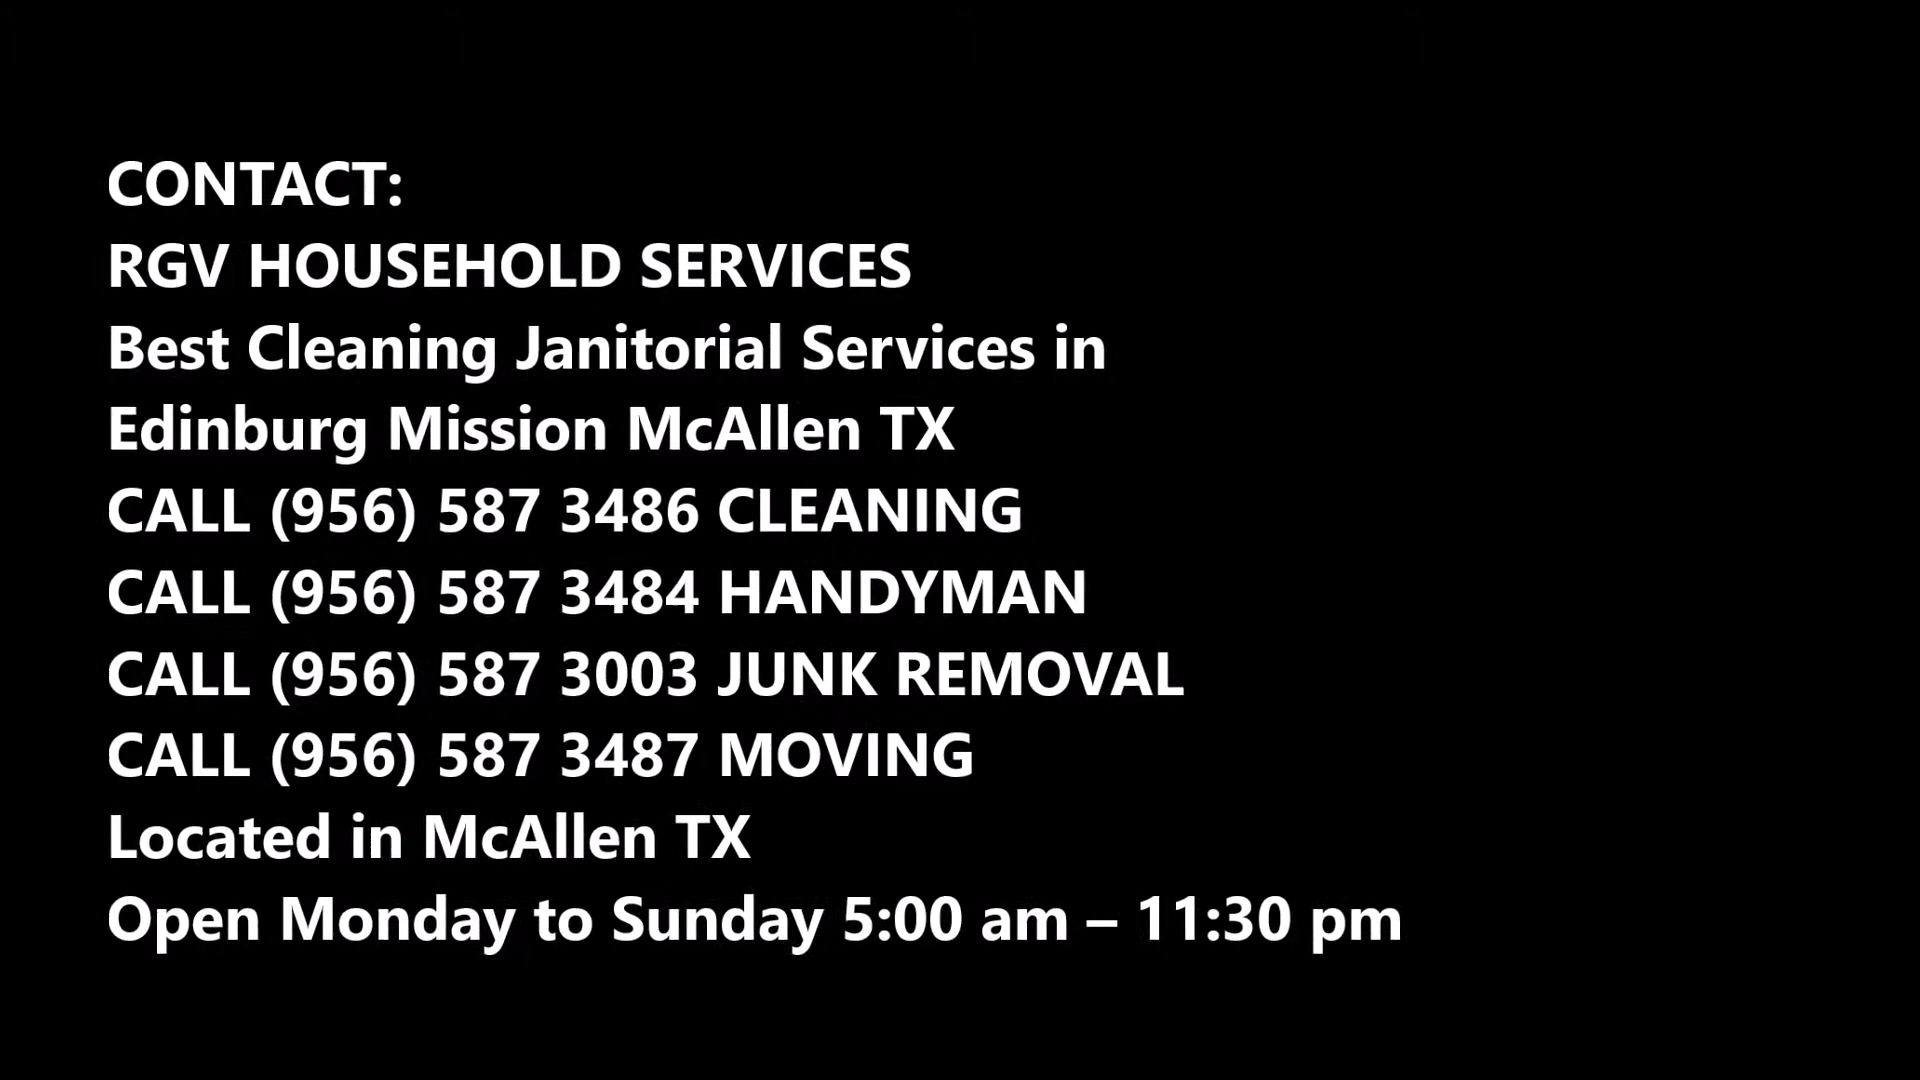 CONTACT:
RGV HOUSEHOLD SERVICES
Best Cleaning Janitorial Services in
Edinburg Mission McAllen TX
CALL (956) 587 3486 CLEANING
CALL (956) 587 3484 HANDYMAN
CALL (956) 587 3003 JUNK REMOVAL
CALL (956) 587 3487 MOVING
Located in McAllen TX
Open Monday to Sunday 5:00 am – 11:30 pm